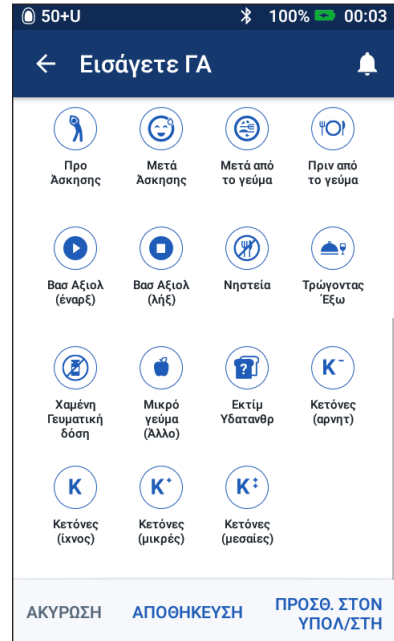 50+U 100% 00:03
Εισάγετε ΓΑ
Προ Άσκησης
Μετά Άσκησης
Μετά από το γεύμα
Πριν από το γεύμα
Βασ Αξιολ (έναρξ)
Βασ Αξιολ (λήξ)
Νηστεία
Τρώγοντας Έξω
Χαμένη Γευματική δόση
Μικρό γεύμα (Άλλο)
Εκτίμ Υδατανθρ
K⁻
Κετόνες (αρνητ)
K
Κετόνες (ίχνος)
K⁺
Κετόνες (μικρές)
K‡
Κετόνες (μεσαίες)
ΑΚΥΡΩΣΗ
ΑΠΟΘΗΚΕΥΣΗ
ΠΡΟΣΘ. ΣΤΟΝ
ΥΠΟΛ/ΣΤΗ